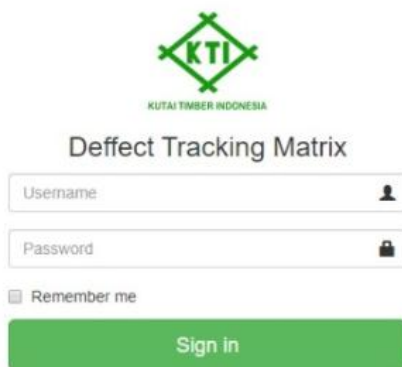 KTI
KUTAI TIMBER INDONESIA
Deffect Tracking Matrix
Username
Password
Remember me
Sign in